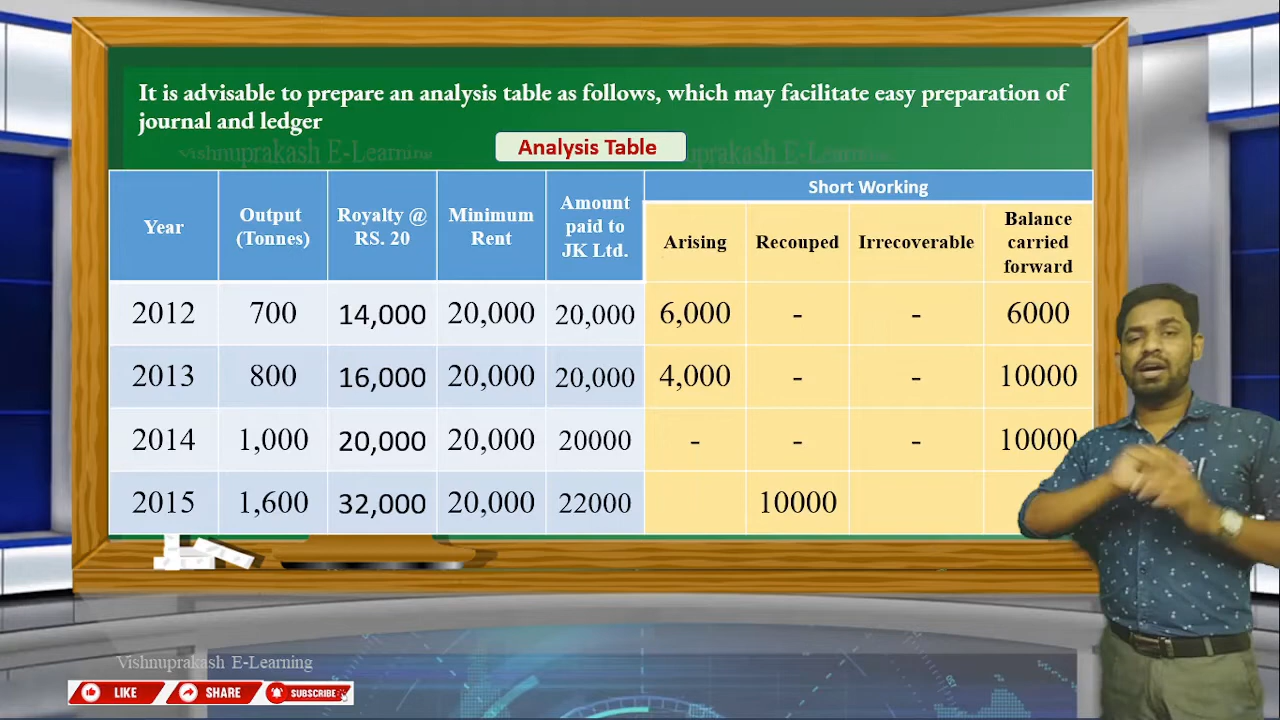 It is advisable to prepare an analysis table as follows, which may facilitate easy preparation of
journal and ledger
Vishnuprakash E-Learning
Analysis Table
uprakash E-Learning
Short Working
Year
Output
(Tonnes)
Royalty @
RS. 20
Minimum
Rent
Amount
paid to
JK Ltd.
Arising
Recouped
Irrecoverable
Balance
carried
forward
2012 700 14,000 20,000 20,000 6,000 - - 6000
2013 800 16,000 20,000 20,000 4,000 - - 10000
2014 1,000 20,000 20,000 20000 - - - 10000
2015 1,600 32,000 20,000 22000 10000
Vishnuprakash E-Learning
LIKE SHARE SUBSCRIBE